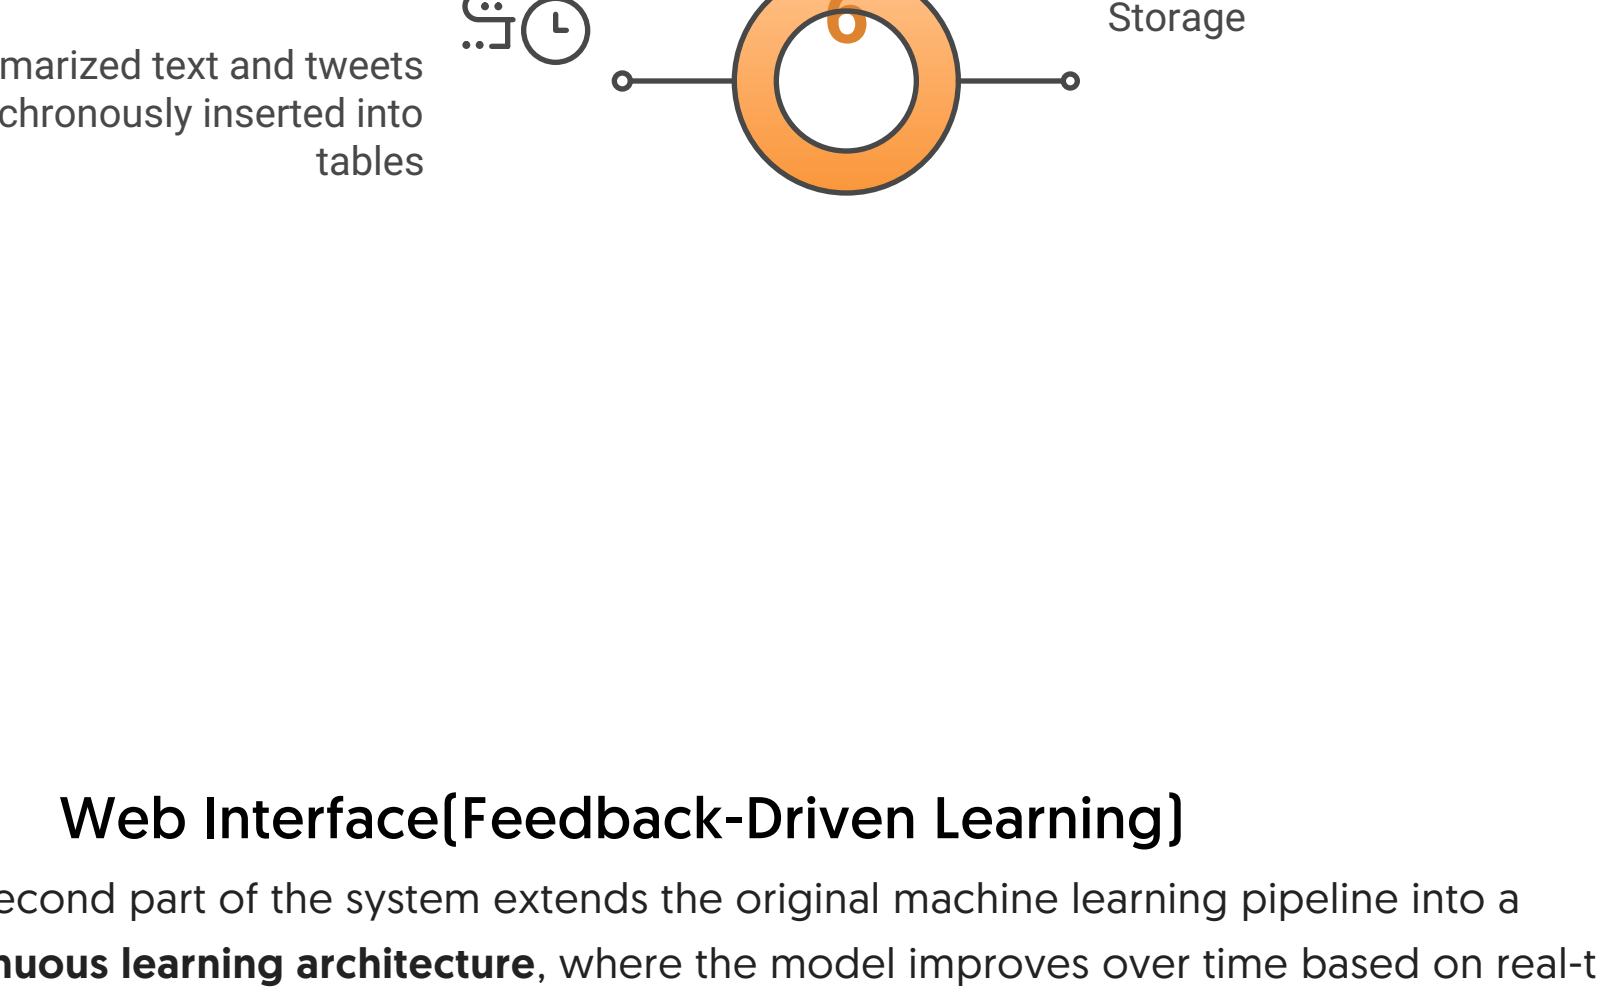 6
Storage
marized text and tweets
chronously inserted into
tables
Web Interface(Feedback-Driven Learning)
econd part of the system extends the original machine learning pipeline into a
nuous learning architecture, where the model improves over time based on real-t